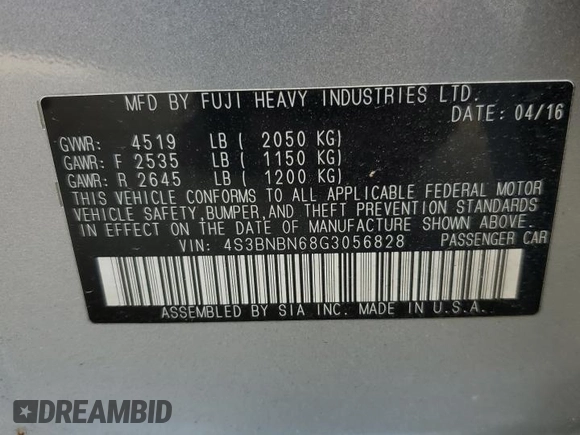 MFD BY FUJI HEAVY INDUSTRIES LTD.
DATE: 04/16
GVWR: 4519 LB ( 2050 KG)
GAWR: F 2535 LB ( 1150 KG)
GAWR: R 2645 LB ( 1200 KG)
THIS VEHICLE CONFORMS TO ALL APPLICABLE FEDERAL MOTOR
VEHICLE SAFETY,BUMPER,AND THEFT PREVENTION STANDARDS
IN EFFECT ON THE DATE OF MANUFACTURE SHOWN ABOVE.
VIN: 4S3BNBN68G3056828 PASSENGER CAR
ASSEMBLED BY SIA INC. MADE IN U.S.A.
DREAMBID